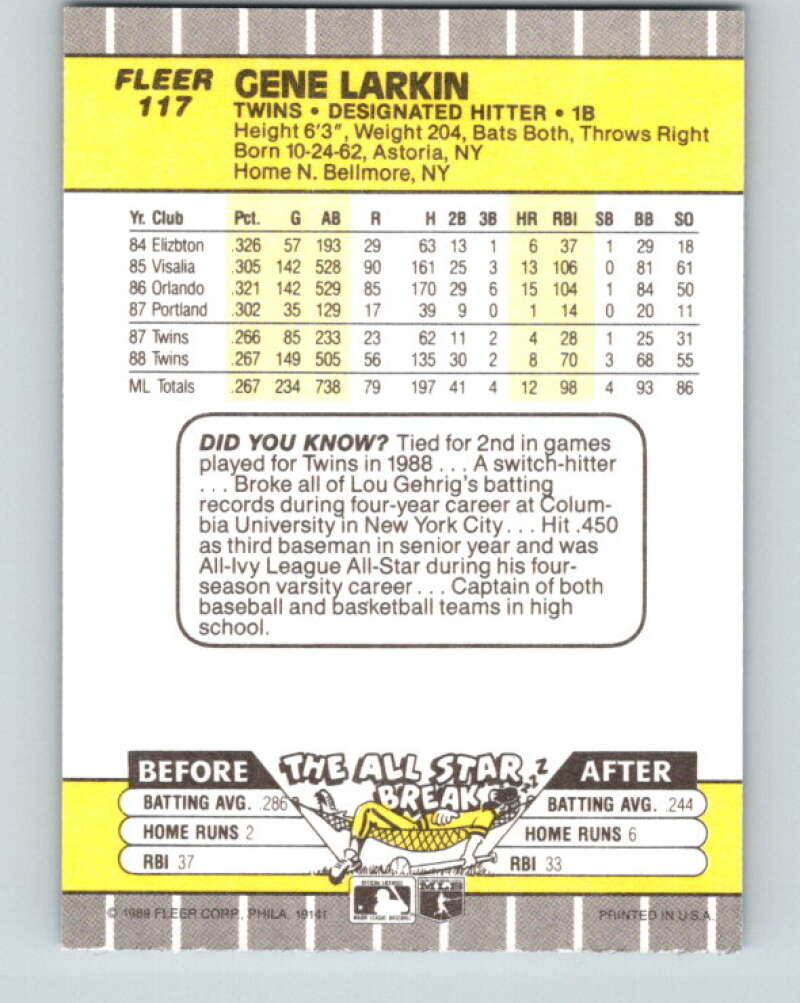 FLEER
117
GENE LARKIN
TWINS • DESIGNATED HITTER • 1B
Height 6'3", Weight 204, Bats Both, Throws Right
Born 10-24-62, Astoria, NY
Home N. Bellmore, NY
Yr. Club Pct. G AB R H 2B 3B HR RBI SB BB SO
84 Elizbton .326 57 193 29 63 13 1 6 37 1 29 18
85 Visalia .305 142 528 90 161 25 3 13 106 0 81 61
86 Orlando .321 142 529 85 170 29 6 15 104 1 84 50
87 Portland .302 35 129 17 39 9 0 1 14 0 20 11
87 Twins .266 85 233 23 62 11 2 4 28 1 25 31
88 Twins .267 149 505 56 135 30 2 8 70 3 68 55
ML Totals .267 234 738 79 197 41 4 12 98 4 93 86
DID YOU KNOW? Tied for 2nd in games
played for Twins in 1988 . . . A switch-hitter
. . . Broke all of Lou Gehrig's batting
records during four-year career at Colum-
bia University in New York City . . . Hit .450
as third baseman in senior year and was
All-Ivy League All-Star during his four-
season varsity career . . . Captain of both
baseball and basketball teams in high
school.
THE ALL STAR
BREAK
ZZZ
BEFORE
BATTING AVG. .286
HOME RUNS 2
RBI 37
AFTER
BATTING AVG. .244
HOME RUNS 6
RBI 33
OFFICIAL LICENSEE
MAJOR LEAGUE BASEBALL
MLB
© 1989 FLEER CORP., PHILA. 19141
PRINTED IN U.S.A.